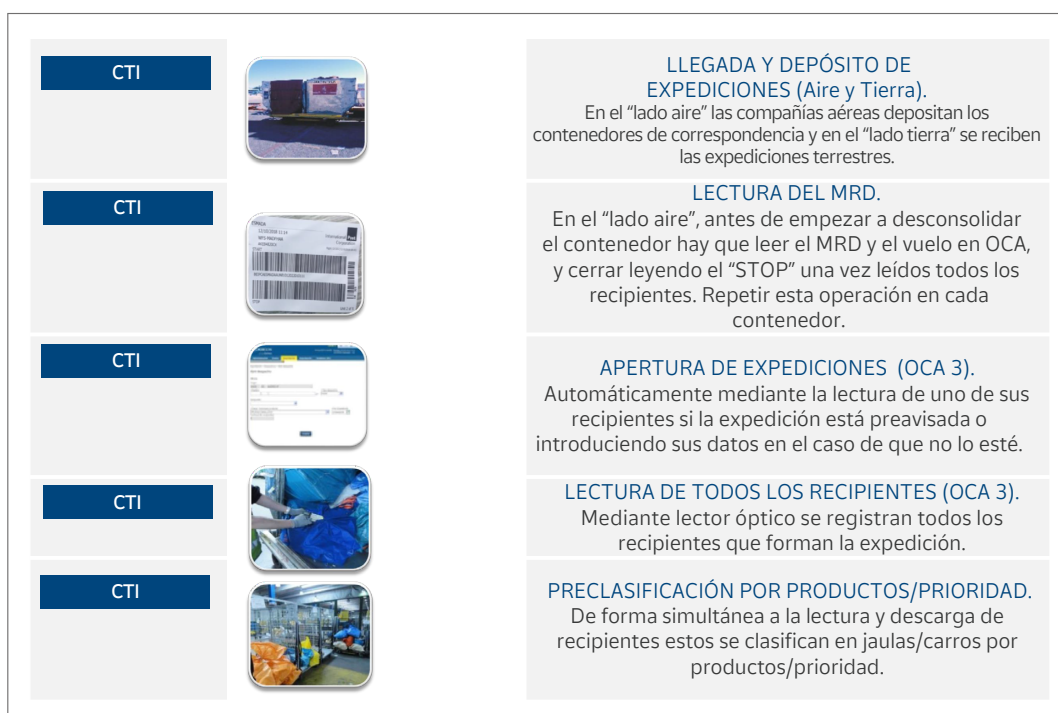 CTI
LLEGADA Y DEPÓSITO DE
EXPEDICIONES (Aire y Tierra).
En el “lado aire” las compañías aéreas depositan los
contenedores de correspondencia y en el “lado tierra” se reciben
las expediciones terrestres.
CTI
LECTURA DEL MRD.
En el “lado aire”, antes de empezar a desconsolidar
el contenedor hay que leer el MRD y el vuelo en OCA,
y cerrar leyendo el “STOP” una vez leídos todos los
recipientes. Repetir esta operación en cada
contenedor.
CTI
APERTURA DE EXPEDICIONES (OCA 3).
Automáticamente mediante la lectura de uno de sus
recipientes si la expedición está preavisada o
introduciendo sus datos en el caso de que no lo esté.
CTI
LECTURA DE TODOS LOS RECIPIENTES (OCA 3).
Mediante lector óptico se registran todos los
recipientes que forman la expedición.
CTI
PRECLASIFICACIÓN POR PRODUCTOS/PRIORIDAD.
De forma simultánea a la lectura y descarga de
recipientes estos se clasifican en jaulas/carros por
productos/prioridad.